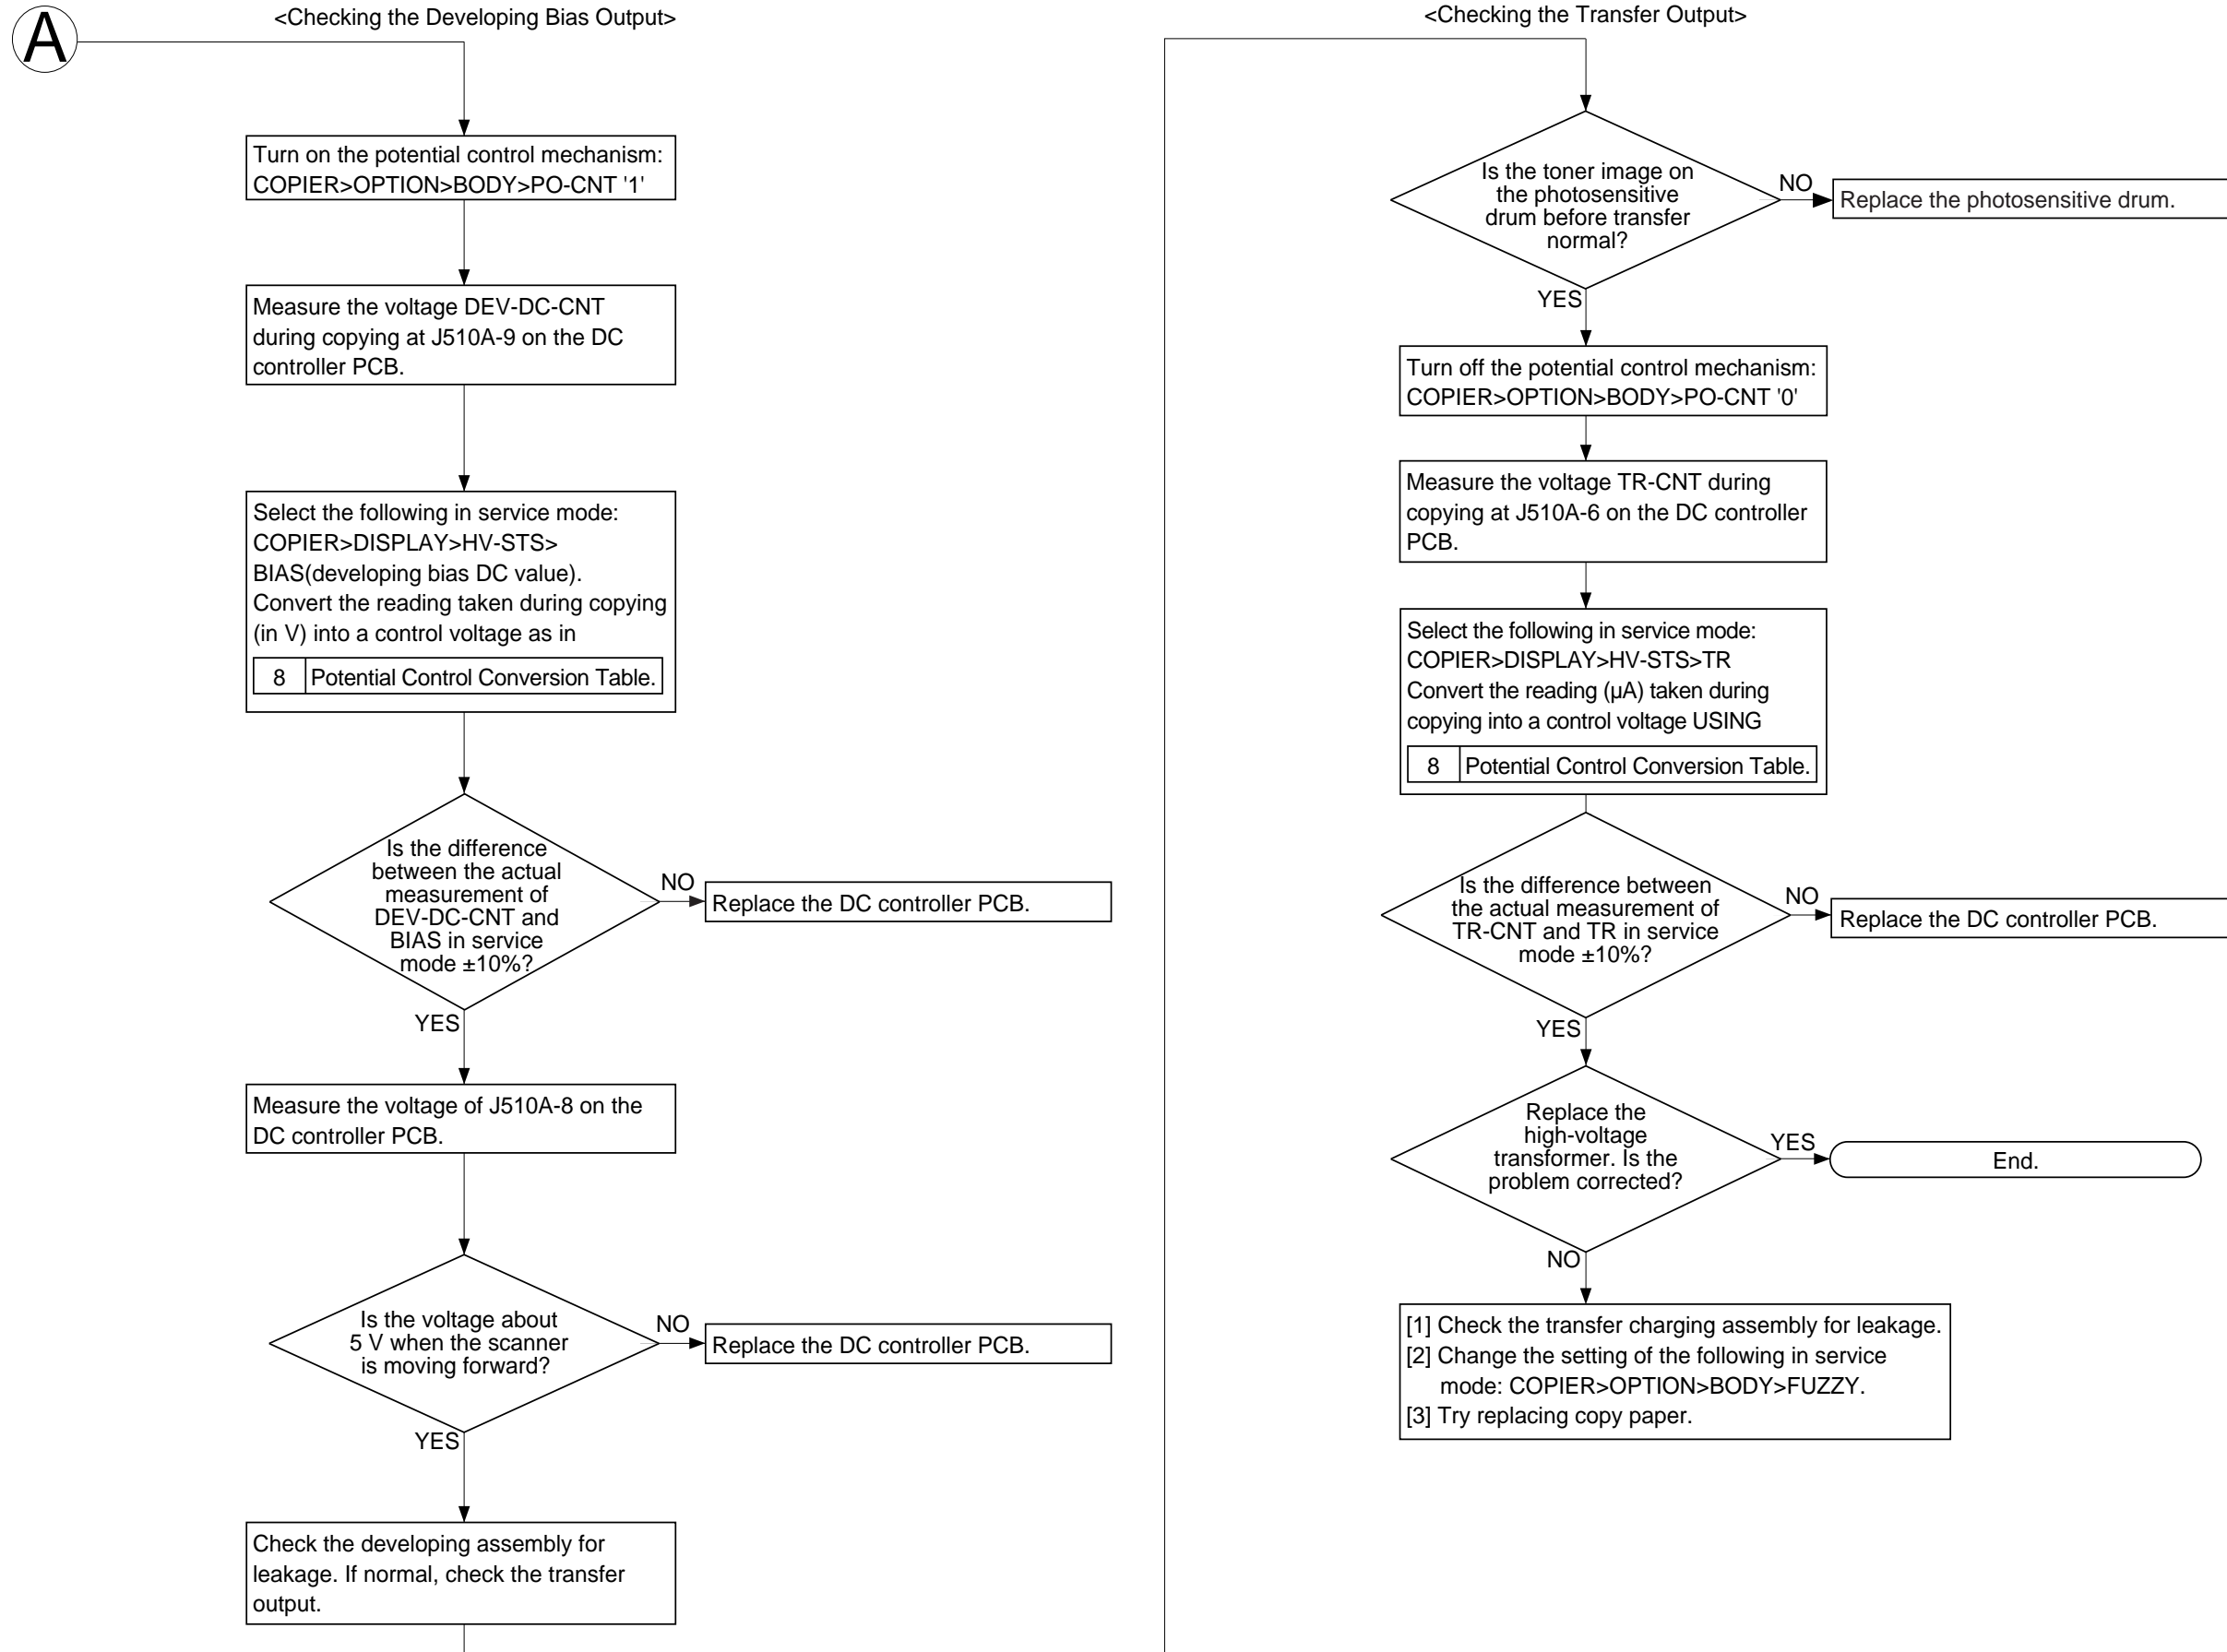 A
<Checking the Developing Bias Output>
Turn on the potential control mechanism:
COPIER>OPTION>BODY>PO-CNT '1'
Measure the voltage DEV-DC-CNT
during copying at J510A-9 on the DC
controller PCB.
Select the following in service mode:
COPIER>DISPLAY>HV-STS>
BIAS(developing bias DC value).
Convert the reading taken during copying
(in V) into a control voltage as in
8 Potential Control Conversion Table.
Is the difference
between the actual
measurement of
DEV-DC-CNT and
BIAS in service
mode ±10%?
NO
Replace the DC controller PCB.
YES
Measure the voltage of J510A-8 on the
DC controller PCB.
Is the voltage about
5 V when the scanner
is moving forward?
NO
Replace the DC controller PCB.
YES
Check the developing assembly for
leakage. If normal, check the transfer
output.
<Checking the Transfer Output>
Is the toner image on
the photosensitive
drum before transfer
normal?
NO
Replace the photosensitive drum.
YES
Turn off the potential control mechanism:
COPIER>OPTION>BODY>PO-CNT '0'
Measure the voltage TR-CNT during
copying at J510A-6 on the DC controller
PCB.
Select the following in service mode:
COPIER>DISPLAY>HV-STS>TR
Convert the reading (µA) taken during
copying into a control voltage USING
8 Potential Control Conversion Table.
Is the difference between
the actual measurement of
TR-CNT and TR in service
mode ±10%?
NO
Replace the DC controller PCB.
YES
Replace the
high-voltage
transformer. Is the
problem corrected?
YES
End.
NO
[1] Check the transfer charging assembly for leakage.
[2] Change the setting of the following in service
mode: COPIER>OPTION>BODY>FUZZY.
[3] Try replacing copy paper.